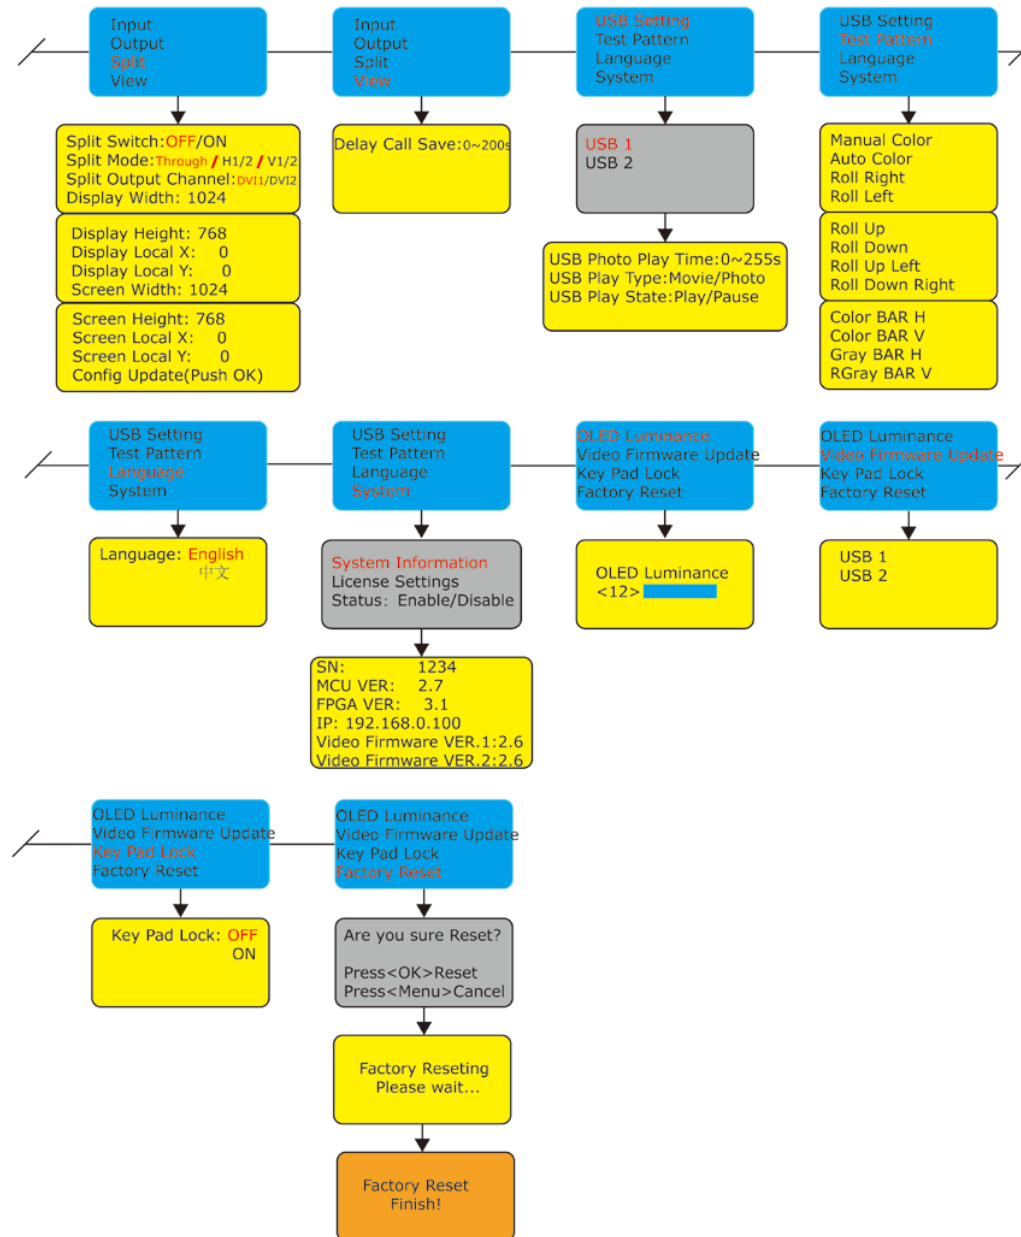 Input
Output
Split
View
Split Switch:OFF/ON
Split Mode:Through / H1/2 / V1/2
Split Output Channel:DVI1/DVI2
Display Width: 1024
Display Height: 768
Display Local X: 0
Display Local Y: 0
Screen Width: 1024
Screen Height: 768
Screen Local X: 0
Screen Local Y: 0
Config Update(Push OK)
Input
Output
Split
View
Delay Call Save:0~200s
USB Setting
Test Pattern
Language
System
USB 1
USB 2
USB Photo Play Time:0~255s
USB Play Type:Movie/Photo
USB Play State:Play/Pause
USB Setting
Test Pattern
Language
System
Manual Color
Auto Color
Roll Right
Roll Left
Roll Up
Roll Down
Roll Up Left
Roll Down Right
Color BAR H
Color BAR V
Gray BAR H
RGray BAR V
USB Setting
Test Pattern
Language
System
Language: English
中文
USB Setting
Test Pattern
Language
System
System Information
License Settings
Status: Enable/Disable
SN: 1234
MCU VER: 2.7
FPGA VER: 3.1
IP: 192.168.0.100
Video Firmware VER.1:2.6
Video Firmware VER.2:2.6
OLED Luminance
Video Firmware Update
Key Pad Lock
Factory Reset
OLED Luminance
<12>
OLED Luminance
Video Firmware Update
Key Pad Lock
Factory Reset
USB 1
USB 2
OLED Luminance
Video Firmware Update
Key Pad Lock
Factory Reset
Key Pad Lock: OFF
ON
OLED Luminance
Video Firmware Update
Key Pad Lock
Factory Reset
Are you sure Reset?
Press<OK>Reset
Press<Menu>Cancel
Factory Reseting
Please wait...
Factory Reset
Finish!